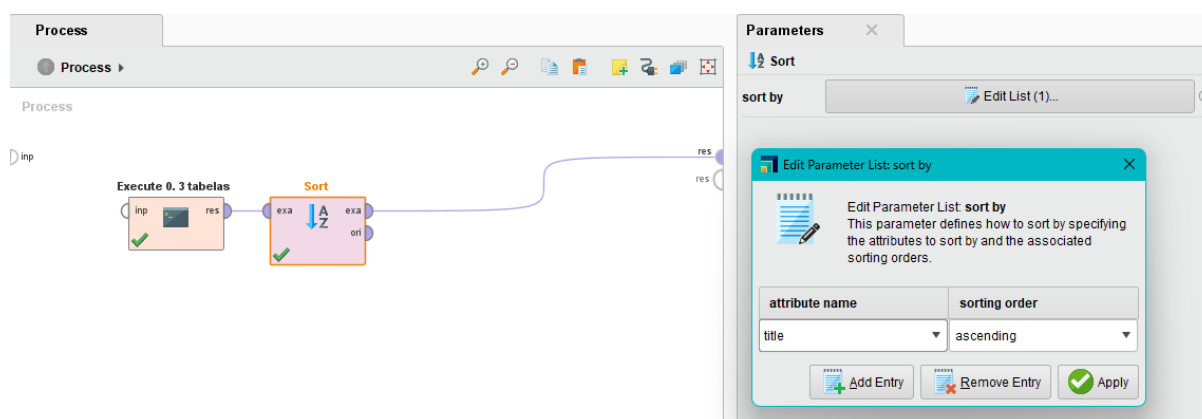 Process
Process
Process
inp
Execute 0. 3 tabelas
inp
res
Sort
exa
exa
ori
res
res
Parameters
Sort
sort by
Edit List (1)...
Edit Parameter List: sort by
Edit Parameter List: sort by
This parameter defines how to sort by specifying
the attributes to sort by and the associated
sorting orders.
attribute name
sorting order
title
ascending
Add Entry
Remove Entry
Apply